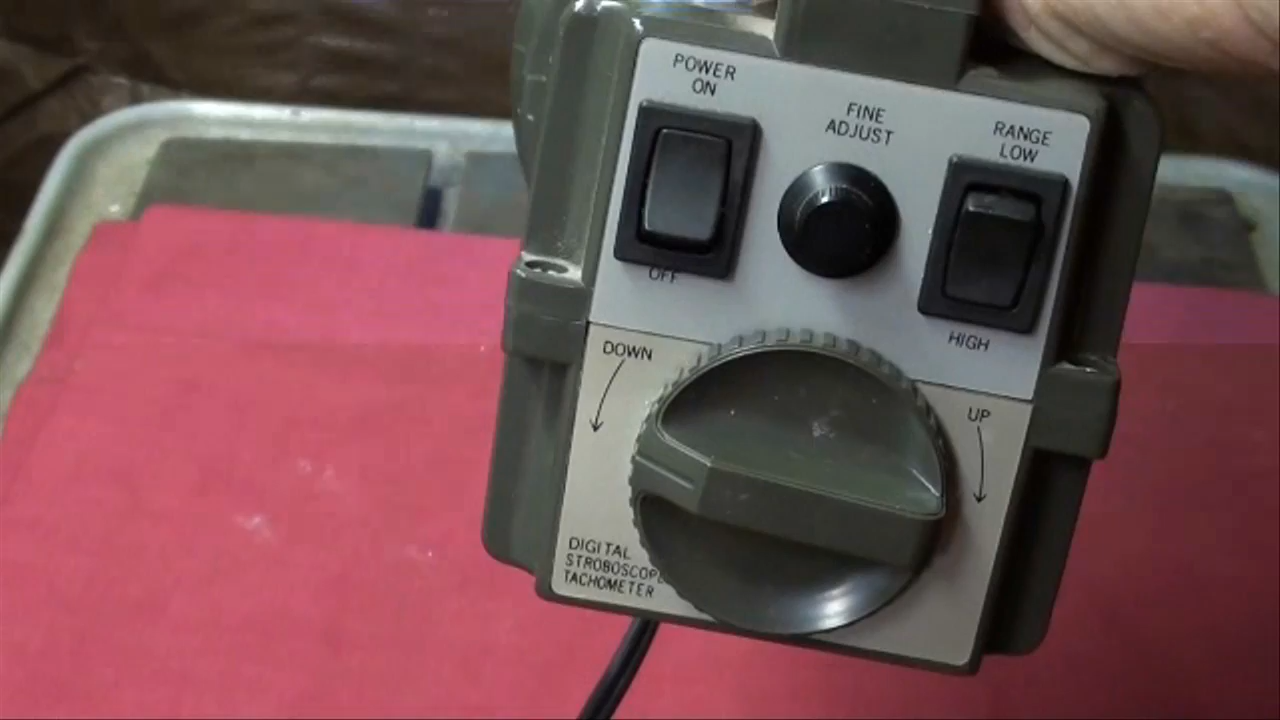 POWER
ON
FINE
ADJUST
RANGE
LOW
OFF
HIGH
DOWN
UP
DIGITAL
STROBOSCOPE
TACHOMETER